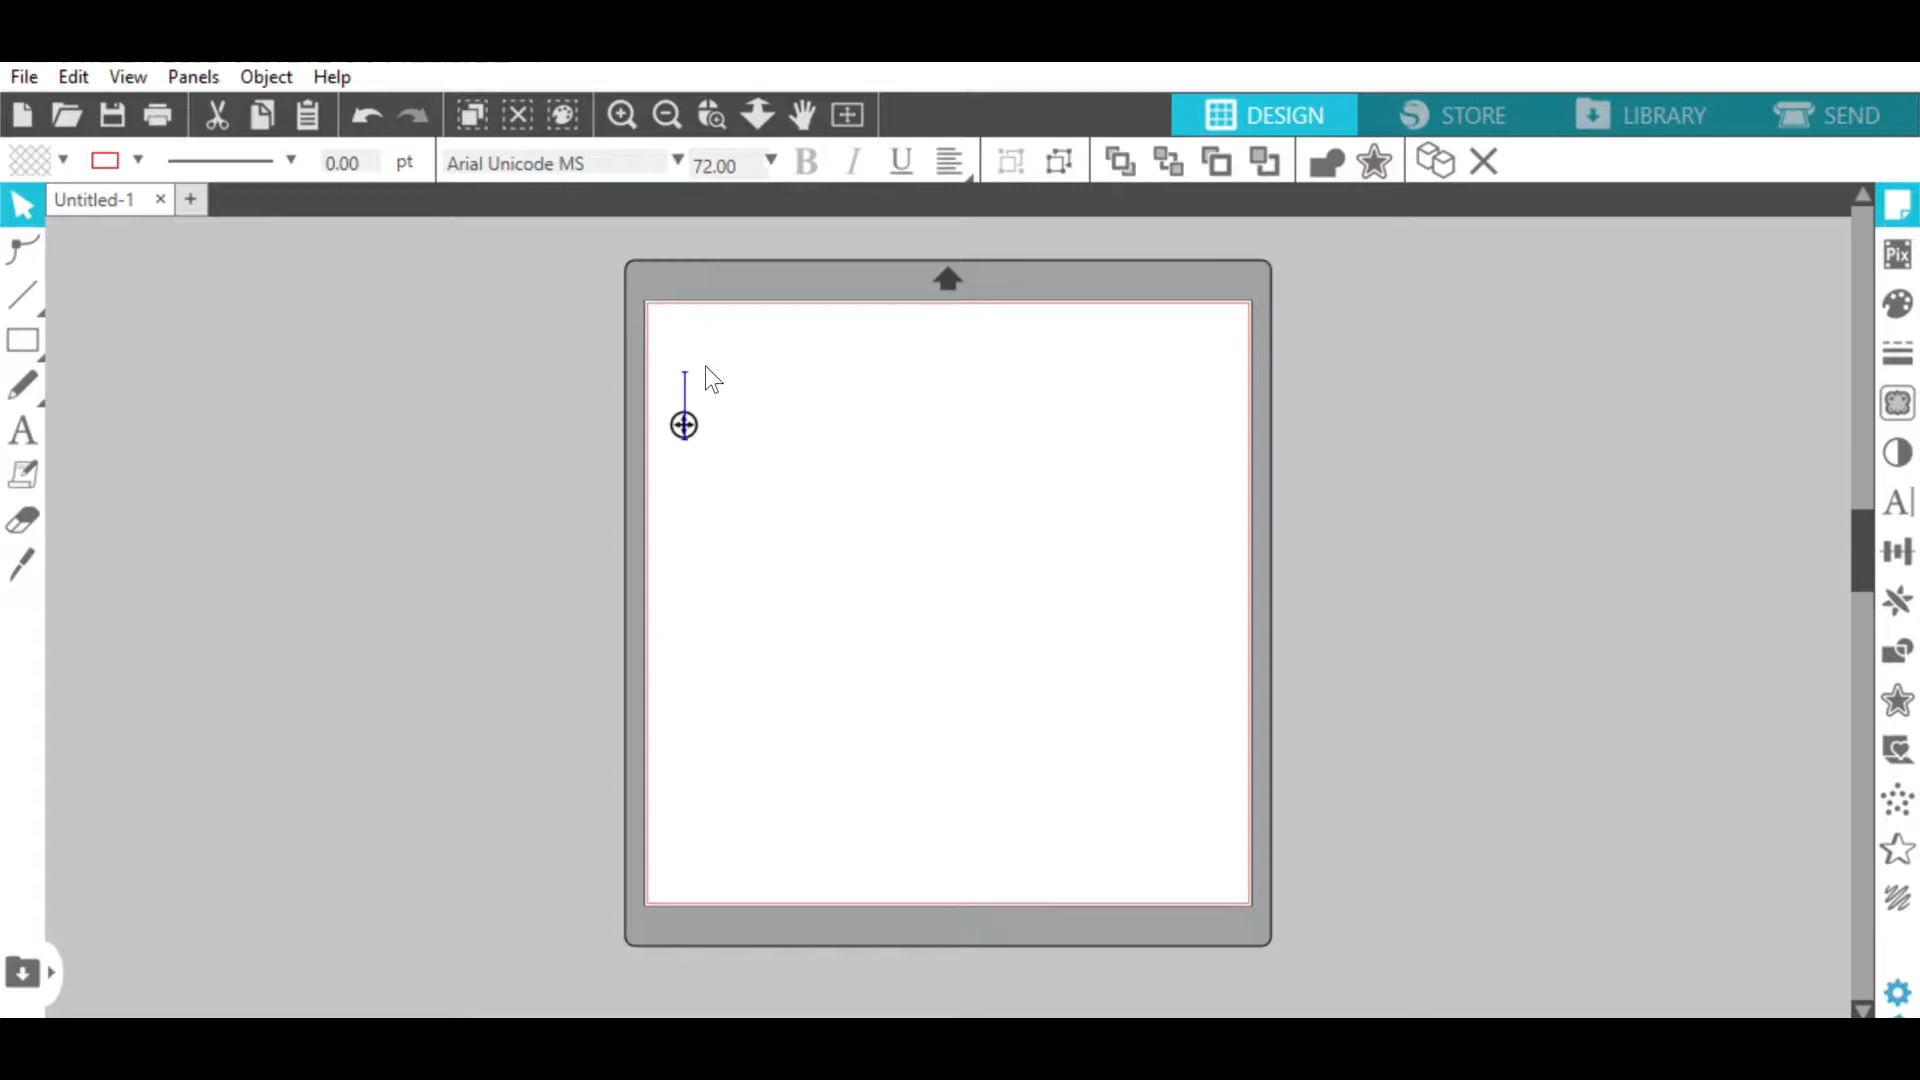 File Edit View Panels Object Help
DESIGN STORE LIBRARY SEND
0.00 pt Arial Unicode MS 72.00 B I U
Untitled-1 × +
Pix
A
A